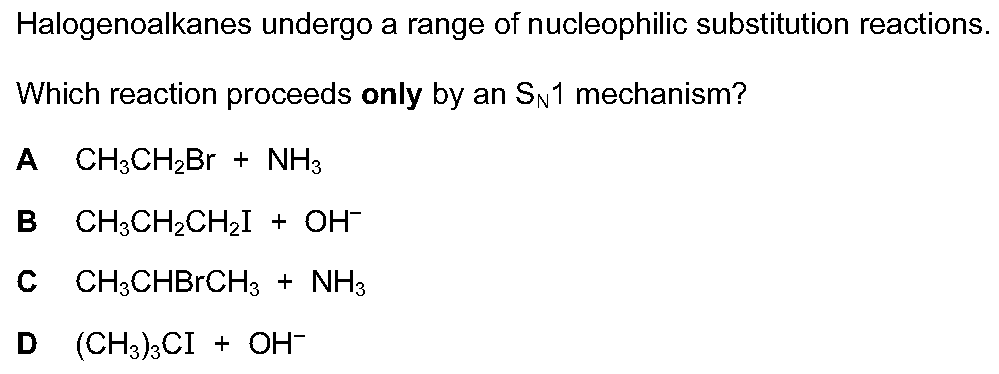 Halogenoalkanes undergo a range of nucleophilic substitution reactions.
Which reaction proceeds only by an S_N1 mechanism?
A CH₃CH₂Br + NH₃
B CH₃CH₂CH₂I + OH⁻
C CH₃CHBrCH₃ + NH₃
D (CH₃)₃CI + OH⁻